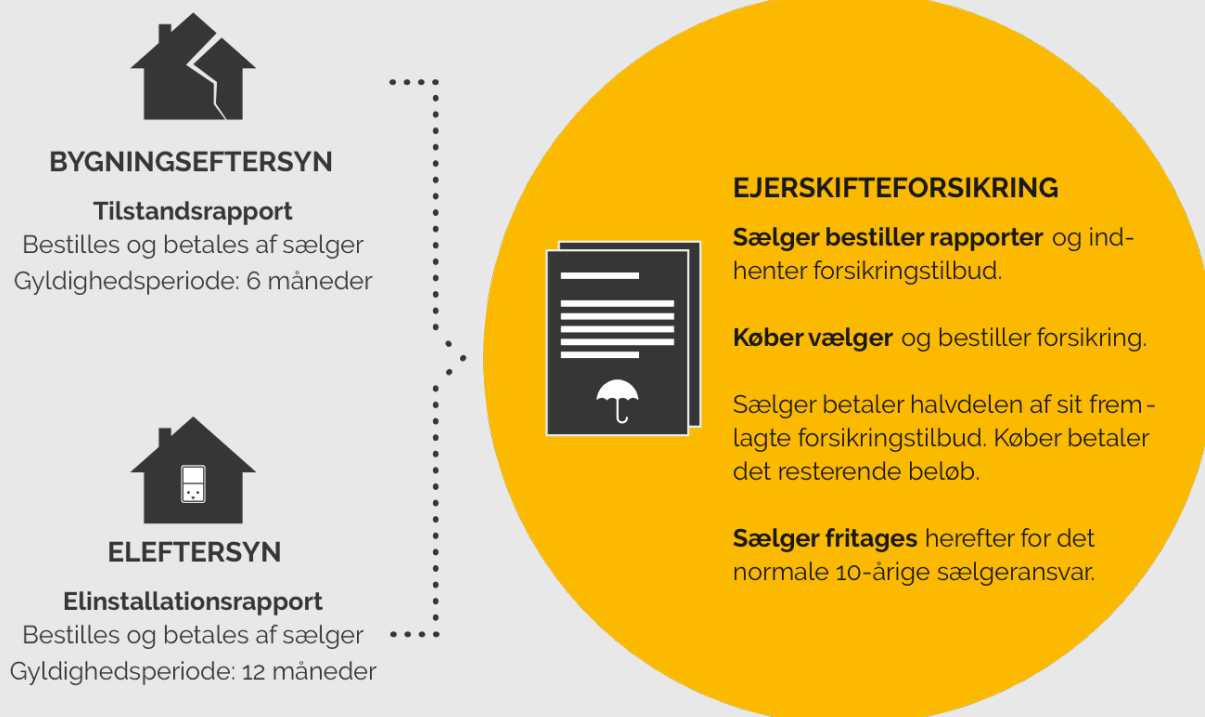 BYGNINGSEFTERSYN
Tilstandsrapport
Bestilles og betales af sælger
Gyldighedsperiode: 6 måneder
ELEFTERSYN
Elinstallationsrapport
Bestilles og betales af sælger
Gyldighedsperiode: 12 måneder
EJERSKIFTEFORSIKRING
Sælger bestiller rapporter og ind-
henter forsikringstilbud.
Køber vælger og bestiller forsikring.
Sælger betaler halvdelen af sit frem-
lagte forsikringstilbud. Køber betaler
det resterende beløb.
Sælger fritages herefter for det
normale 10-årige sælgeransvar.